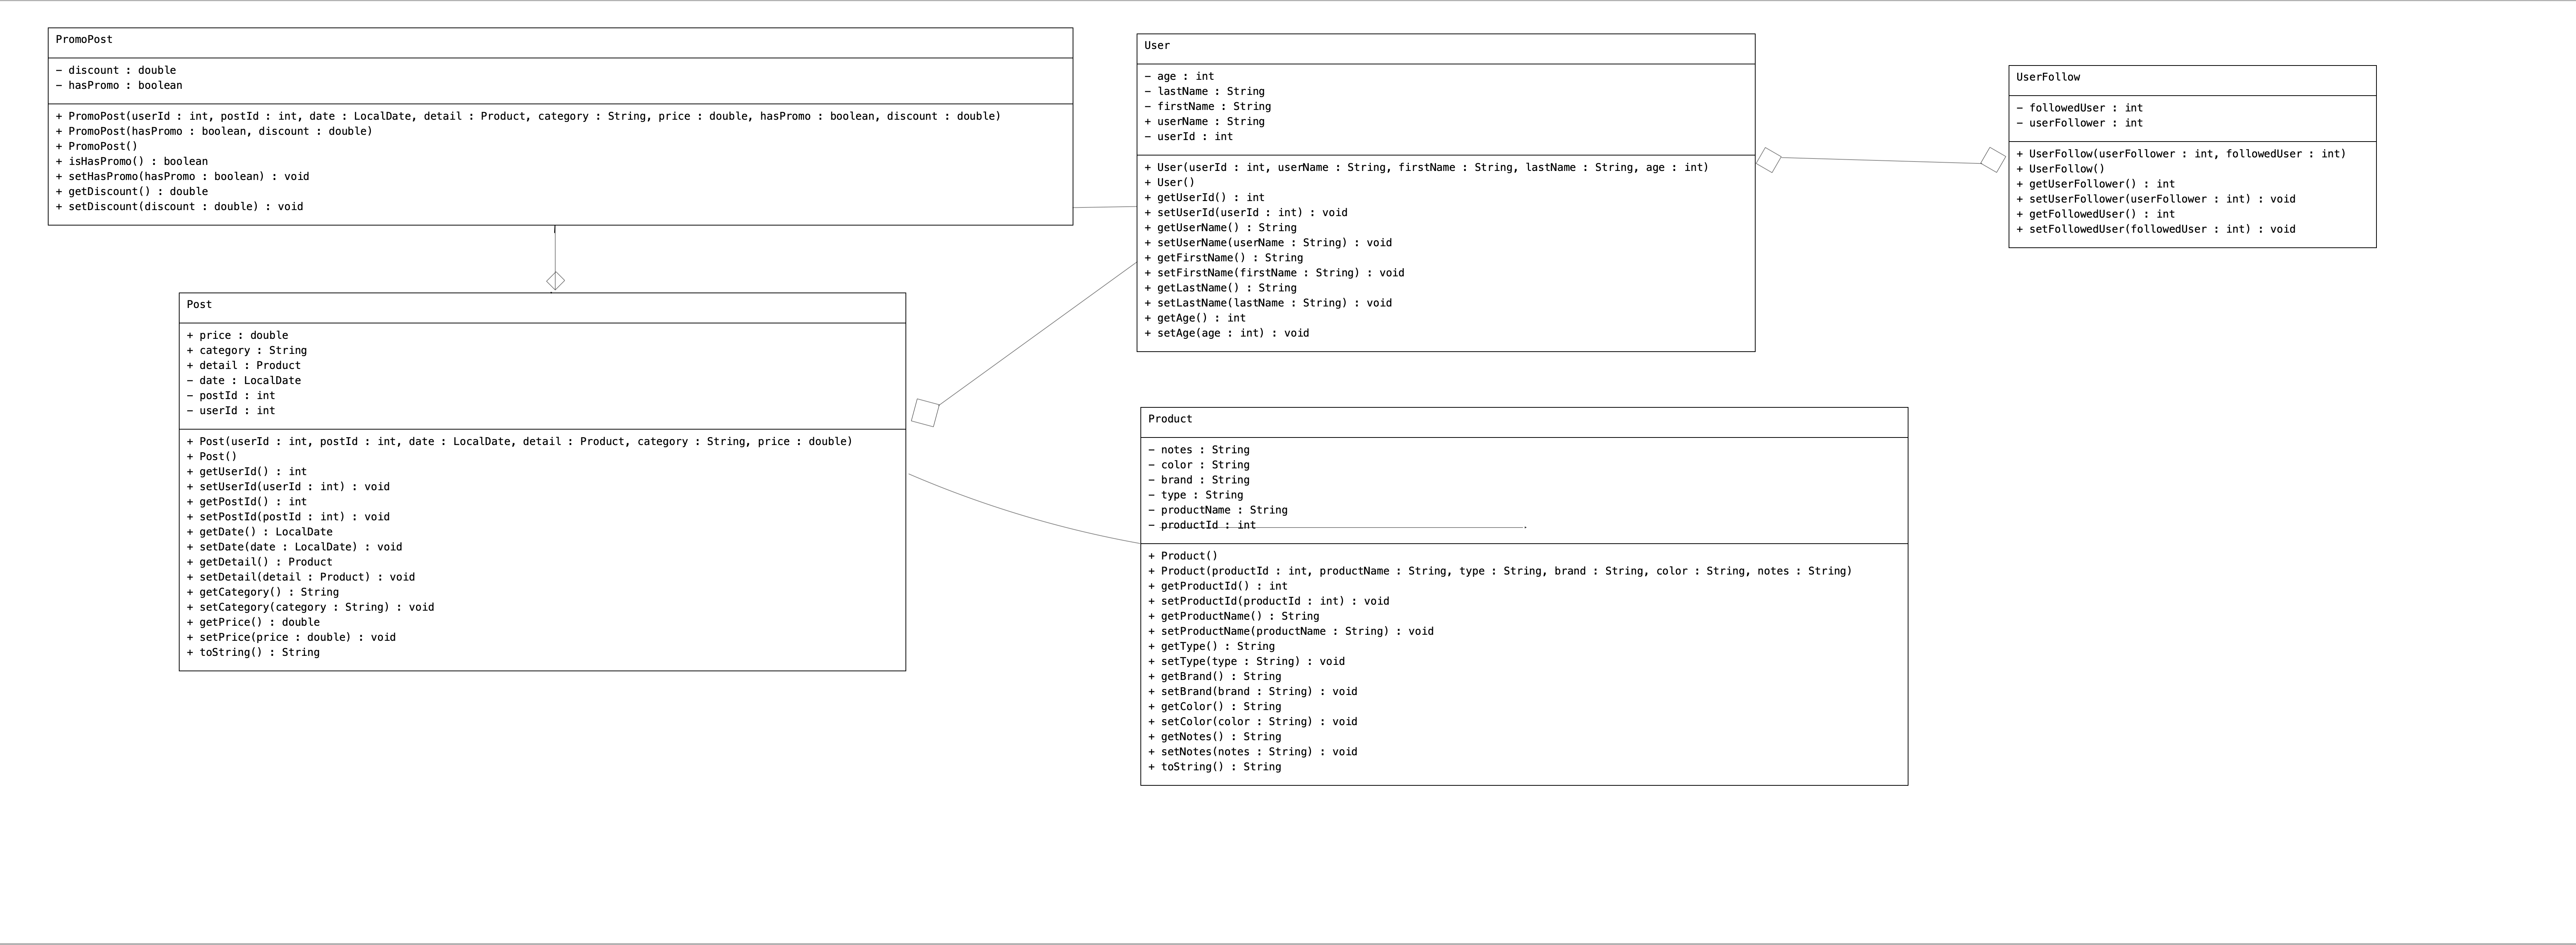 PromoPost
– discount : double
– hasPromo : boolean
+ PromoPost(userId : int, postId : int, date : LocalDate, detail : Product, category : String, price : double, hasPromo : boolean, discount : double)
+ PromoPost(hasPromo : boolean, discount : double)
+ PromoPost()
+ isHasPromo() : boolean
+ setHasPromo(hasPromo : boolean) : void
+ getDiscount() : double
+ setDiscount(discount : double) : void
User
– age : int
– lastName : String
– firstName : String
+ userName : String
– userId : int
+ User(userId : int, userName : String, firstName : String, lastName : String, age : int)
+ User()
+ getUserId() : int
+ setUserId(userId : int) : void
+ getUserName() : String
+ setUserName(userName : String) : void
+ getFirstName() : String
+ setFirstName(firstName : String) : void
+ getLastName() : String
+ setLastName(lastName : String) : void
+ getAge() : int
+ setAge(age : int) : void
UserFollow
– followedUser : int
– userFollower : int
+ UserFollow(userFollower : int, followedUser : int)
+ UserFollow()
+ getUserFollower() : int
+ setUserFollower(userFollower : int) : void
+ getFollowedUser() : int
+ setFollowedUser(followedUser : int) : void
Post
+ price : double
+ category : String
+ detail : Product
– date : LocalDate
– postId : int
– userId : int
+ Post(userId : int, postId : int, date : LocalDate, detail : Product, category : String, price : double)
+ Post()
+ getUserId() : int
+ setUserId(userId : int) : void
+ getPostId() : int
+ setPostId(postId : int) : void
+ getDate() : LocalDate
+ setDate(date : LocalDate) : void
+ getDetail() : Product
+ setDetail(detail : Product) : void
+ getCategory() : String
+ setCategory(category : String) : void
+ getPrice() : double
+ setPrice(price : double) : void
+ toString() : String
Product
– notes : String
– color : String
– brand : String
– type : String
– productName : String
– productId : int
+ Product()
+ Product(productId : int, productName : String, type : String, brand : String, color : String, notes : String)
+ getProductId() : int
+ setProductId(productId : int) : void
+ getProductName() : String
+ setProductName(productName : String) : void
+ getType() : String
+ setType(type : String) : void
+ getBrand() : String
+ setBrand(brand : String) : void
+ getColor() : String
+ setColor(color : String) : void
+ getNotes() : String
+ setNotes(notes : String) : void
+ toString() : String